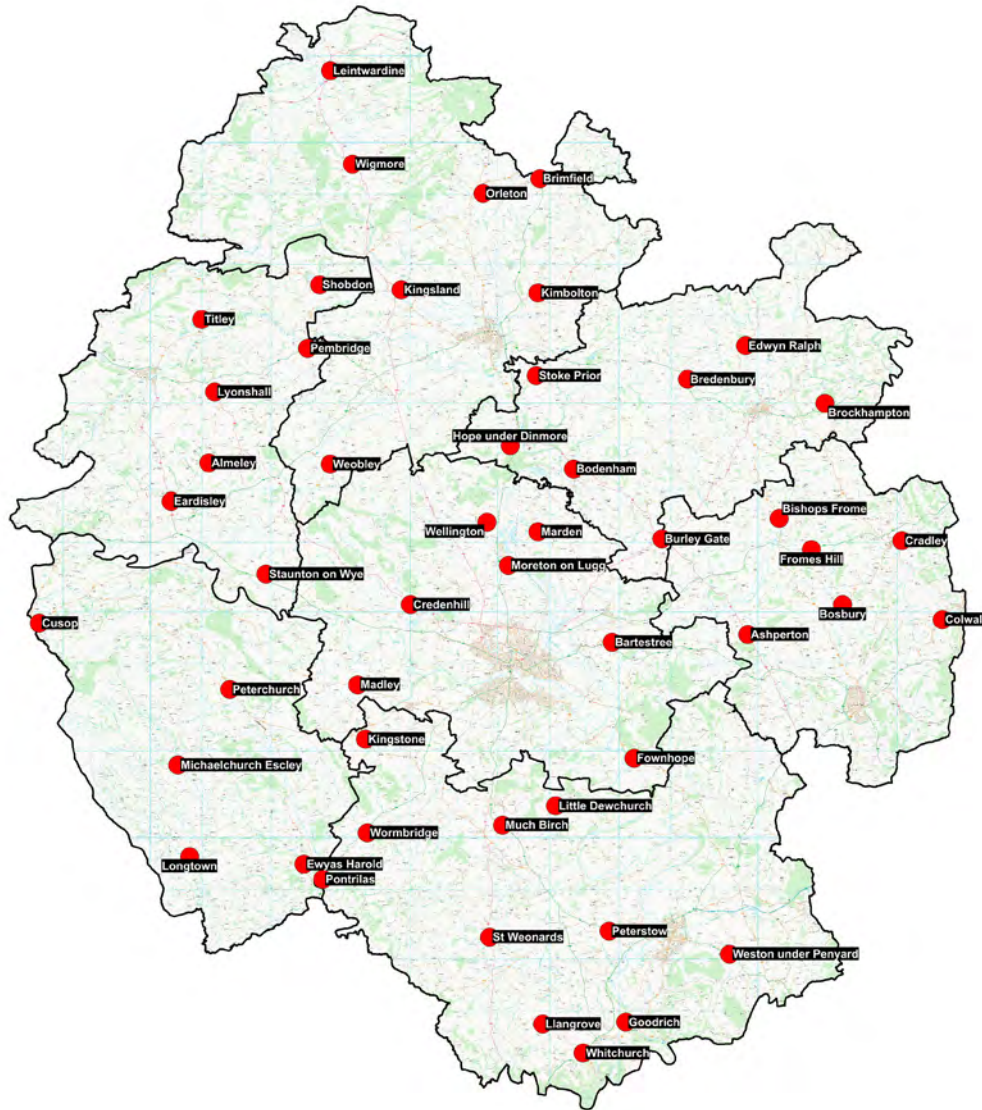 Leintwardine
Wigmore
Brimfield
Orleton
Shobdon
Kingsland
Kimbolton
Titley
Edwyn Ralph
Pembridge
Stoke Prior
Bredenbury
Lyonshall
Brockhampton
Hope under Dinmore
Almeley
Weobley
Bodenham
Eardisley
Bishops Frome
Wellington
Marden
Burley Gate
Cradley
Fromes Hill
Moreton on Lugg
Staunton on Wye
Credenhill
Bosbury
Cusop
Colwal
Ashperton
Bartestree
Madley
Peterchurch
Kingstone
Fownhope
Michaelchurch Escley
Little Dewchurch
Much Birch
Wormbridge
Longtown
Ewyas Harold
Pontrilas
Peterstow
St Weonards
Weston under Penyard
Llangrove
Goodrich
Whitchurch